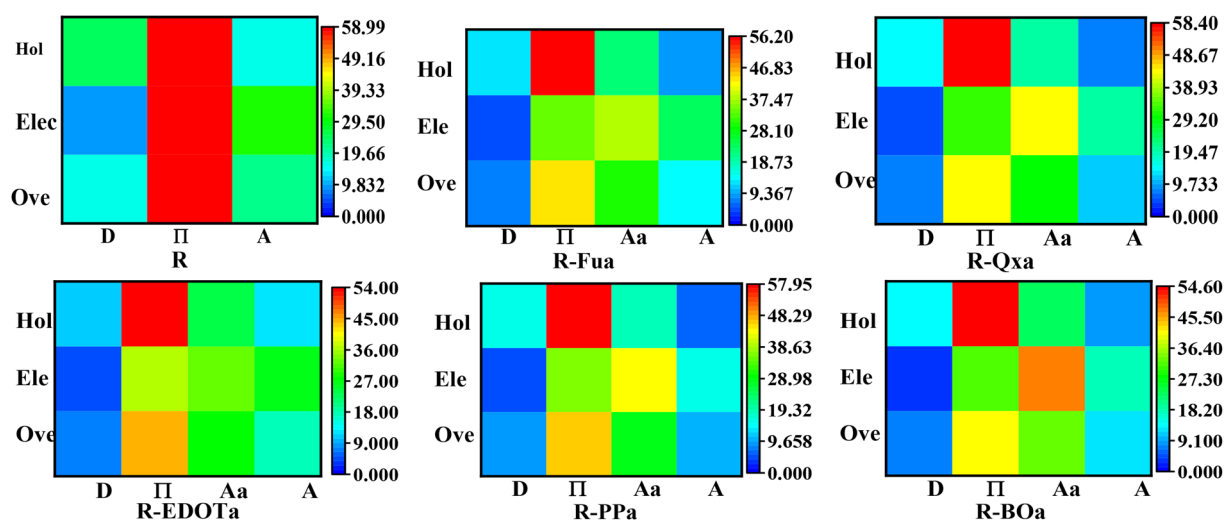 Hol
Elec
Ove
D Π A
R
58.99
49.16
39.33
29.50
19.66
9.832
0.000
Hol
Ele
Ove
D Π Aa A
R-Fua
56.20
46.83
37.47
28.10
18.73
9.367
0.000
Hol
Ele
Ove
D Π Aa A
R-Qxa
58.40
48.67
38.93
29.20
19.47
9.733
0.000
Hol
Ele
Ove
D Π Aa A
R-EDOTa
54.00
45.00
36.00
27.00
18.00
9.000
0.000
Hol
Ele
Ove
D Π Aa A
R-PPa
57.95
48.29
38.63
28.98
19.32
9.658
0.000
Hol
Ele
Ove
D Π Aa A
R-BOa
54.60
45.50
36.40
27.30
18.20
9.100
0.000